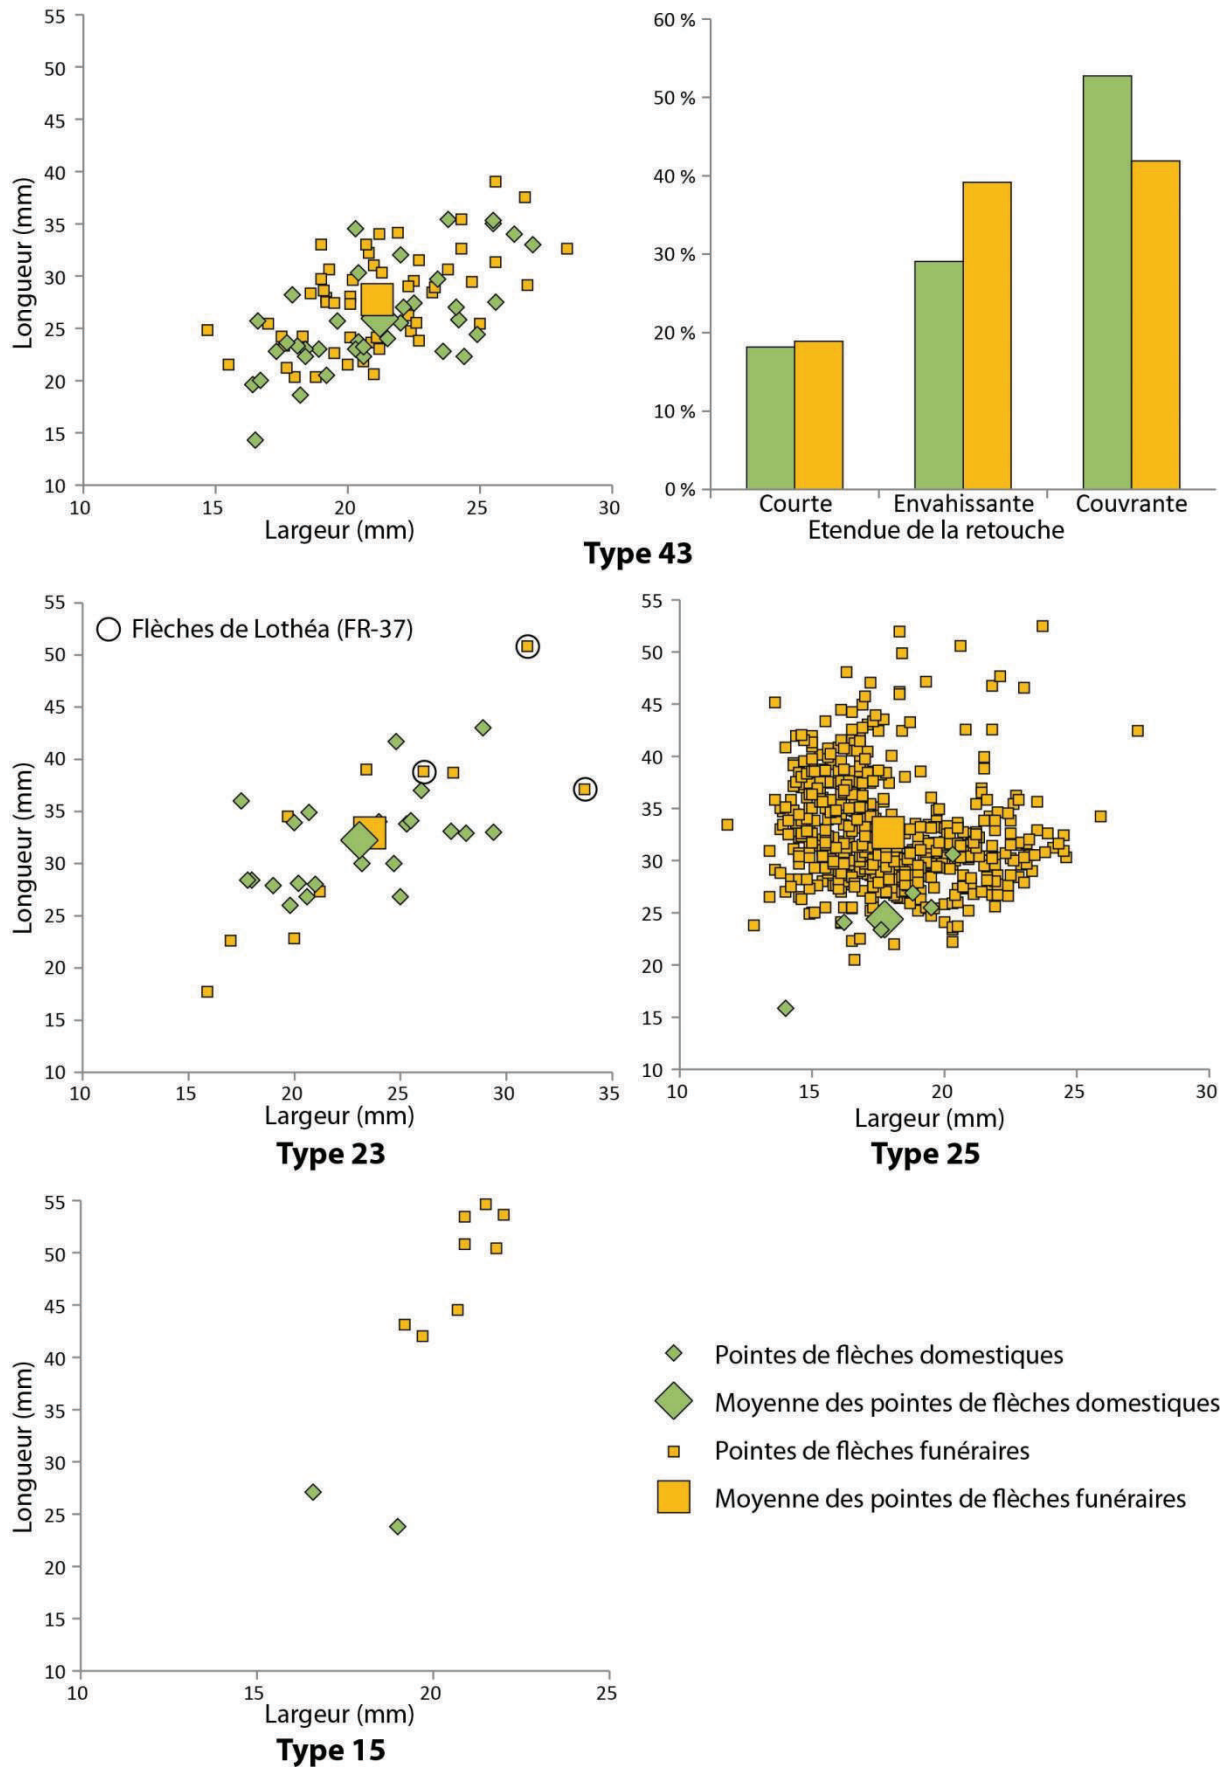 55
50
45
40
35
30
25
20
15
10
Longueur (mm)
10 15 20 25 30
Largeur (mm)
60 %
50 %
40 %
30 %
20 %
10 %
0 %
Courte Envahissante Couvrante
Etendue de la retouche
Type 43
55
50
45
40
35
30
25
20
15
10
Longueur (mm)
Flèches de Lothéa (FR-37)
10 15 20 25 30 35
Largeur (mm)
Type 23
55
50
45
40
35
30
25
20
15
10
10 15 20 25 30
Largeur (mm)
Type 25
55
50
45
40
35
30
25
20
15
10
Longueur (mm)
10 15 20 25
Largeur (mm)
Type 15
Pointes de flèches domestiques
Moyenne des pointes de flèches domestiques
Pointes de flèches funéraires
Moyenne des pointes de flèches funéraires